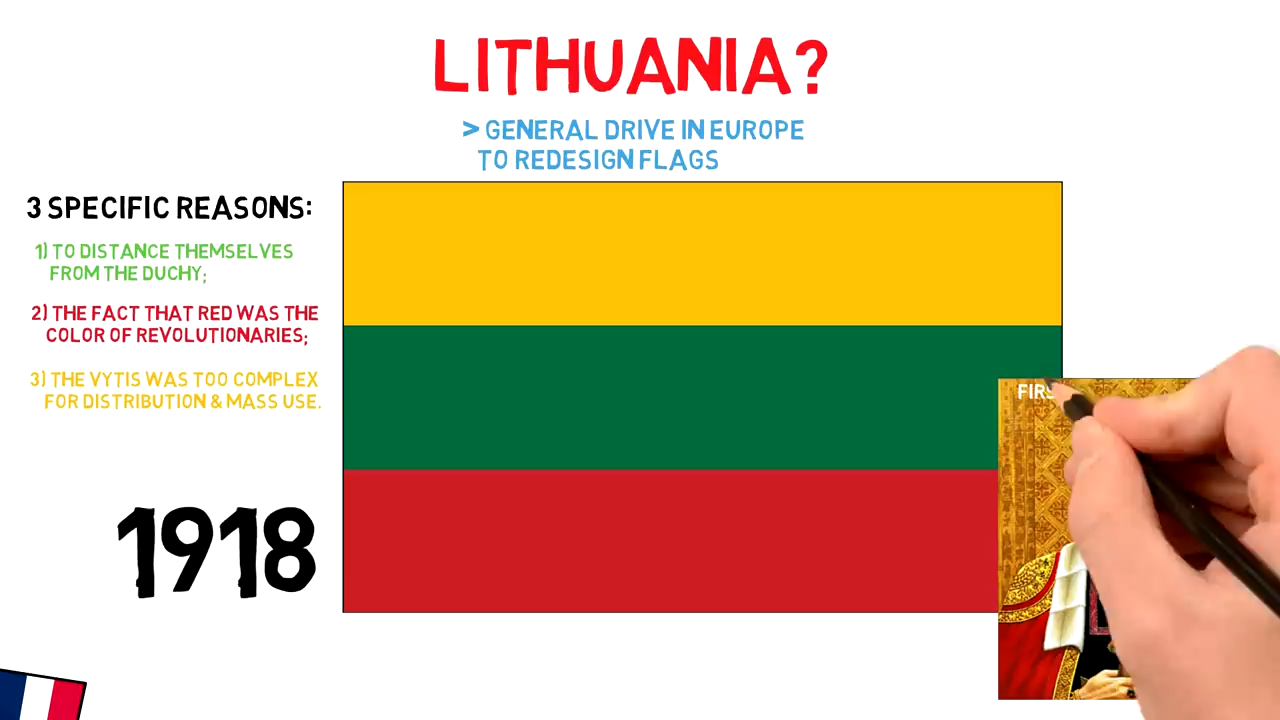 LITHUANIA?
> GENERAL DRIVE IN EUROPE
TO REDESIGN FLAGS
3 SPECIFIC REASONS:
1) TO DISTANCE THEMSELVES
FROM THE DUCHY;
2) THE FACT THAT RED WAS THE
COLOR OF REVOLUTIONARIES;
3) THE VYTIS WAS TOO COMPLEX
FOR DISTRIBUTION & MASS USE.
1918